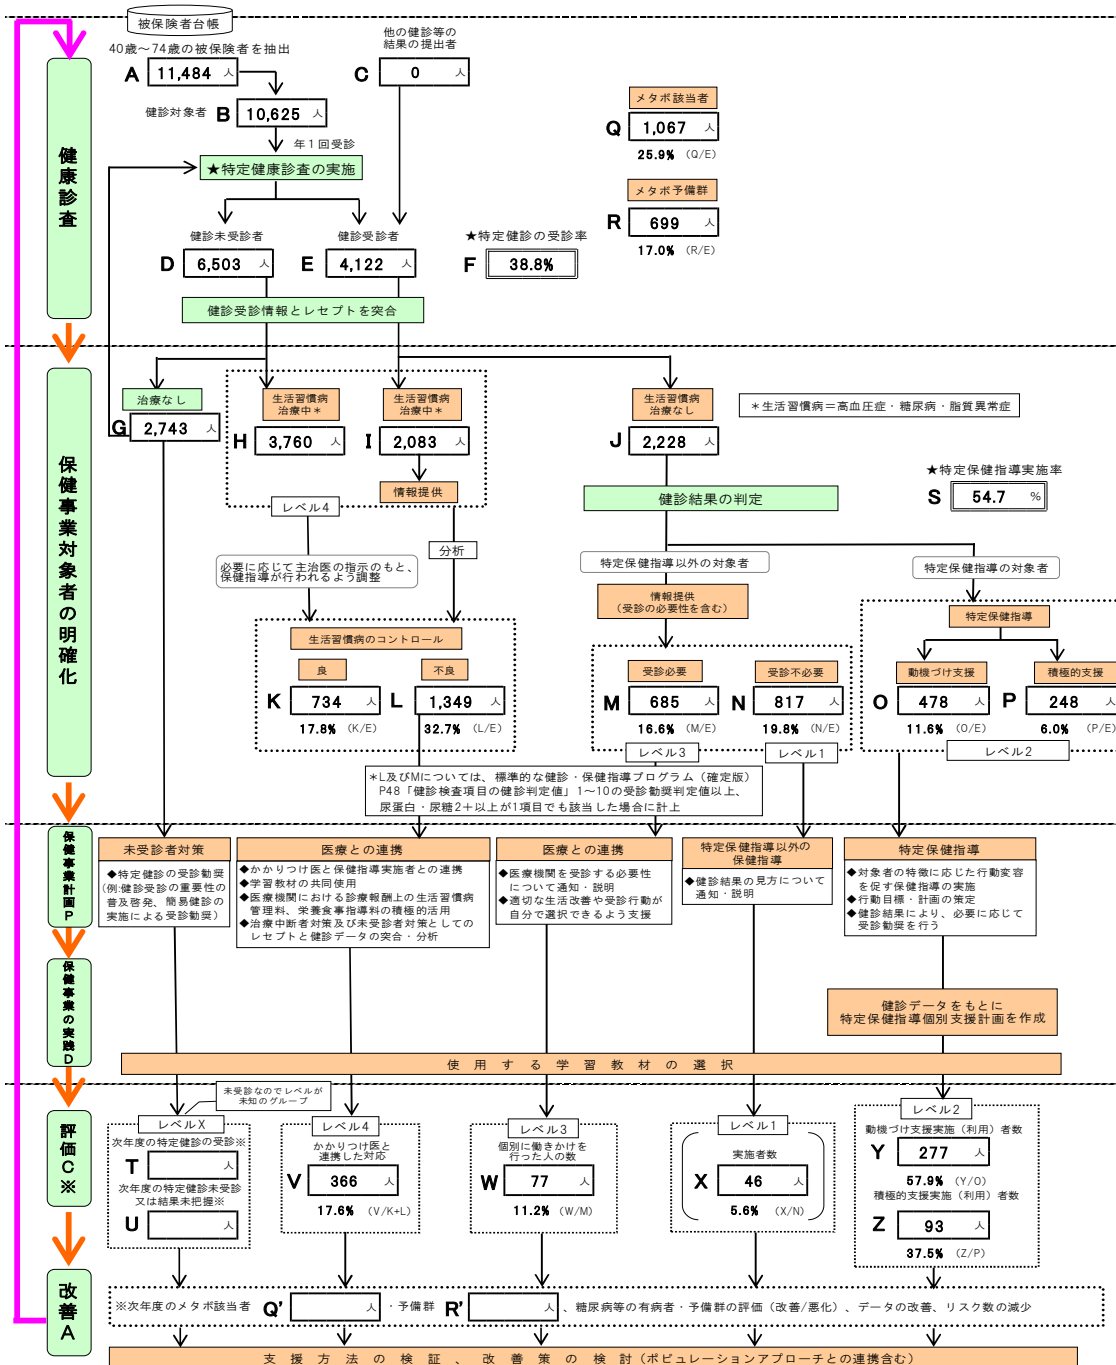 被保険者台帳
40歳～74歳の被保険者を抽出
A 11,484 人
他の健診等の
結果の提出者
C 0 人
健診対象者 B 10,625 人
年1回受診
★特定健康診査の実施
メタボ該当者
Q 1,067 人
25.9% (Q/E)
メタボ予備群
R 699 人
17.0% (R/E)
健康診査
健診未受診者
D 6,503 人
健診受診者
E 4,122 人
★特定健診の受診率
F 38.8%
健診受診情報とレセプトを突合
保健事業対象者の明確化
治療なし
G 2,743 人
生活習慣病
治療中＊
H 3,760 人
生活習慣病
治療中＊
I 2,083 人
情報提供
レベル4
生活習慣病
治療なし
J 2,228 人
＊生活習慣病＝高血圧症・糖尿病・脂質異常症
★特定保健指導実施率
S 54.7 %
健診結果の判定
必要に応じて主治医の指示のもと、
保健指導が行われるよう調整
分析
特定保健指導以外の対象者
特定保健指導の対象者
情報提供
（受診の必要性を含む）
特定保健指導
生活習慣病のコントロール
良
K 734 人
17.8% (K/E)
不良
L 1,349 人
32.7% (L/E)
受診必要
M 685 人
16.6% (M/E)
受診不必要
N 817 人
19.8% (N/E)
動機づけ支援
O 478 人
11.6% (O/E)
積極的支援
P 248 人
6.0% (P/E)
レベル3
レベル1
レベル2
＊L及びMについては、標準的な健診・保健指導プログラム（確定版）
P48「健診検査項目の健診判定値」1～10の受診勧奨判定値以上、
尿蛋白・尿糖2＋以上が1項目でも該当した場合に計上
保健事業計画P
未受診者対策
◆特定健診の受診勧奨
(例:健診受診の重要性の
普及啓発、簡易健診の
実施による受診勧奨）
医療との連携
◆かかりつけ医と保健指導実施者との連携
◆学習教材の共同使用
◆医療機関における診療報酬上の生活習慣病
管理料、栄養食事指導料の積極的活用
◆治療中断者対策及び未受診者対策としての
レセプトと健診データの突合・分析
医療との連携
◆医療機関を受診する必要性
について通知・説明
◆適切な生活改善や受診行動が
自分で選択できるよう支援
特定保健指導以外の
保健指導
◆健診結果の見方について
通知・説明
特定保健指導
◆対象者の特徴に応じた行動変容
を促す保健指導の実施
◆行動目標・計画の策定
◆健診結果により、必要に応じて
受診勧奨を行う
保健事業の実践D
健診データをもとに
特定保健指導個別支援計画を作成
使用する学習教材の選択
評価C※
未受診なのでレベルが
未知のグループ
レベルX
次年度の特定健診の受診※
T 人
次年度の特定健診未受診
又は結果未把握※
U 人
レベル4
かかりつけ医と
連携した対応
V 366 人
17.6% (V/K+L)
レベル3
個別に働きかけを
行った人の数
W 77 人
11.2% (W/M)
レベル1
実施者数
X 46 人
5.6% (X/N)
レベル2
動機づけ支援実施（利用）者数
Y 277 人
57.9% (Y/O)
積極的支援実施（利用）者数
Z 93 人
37.5% (Z/P)
改善A
※次年度のメタボ該当者 Q' 人 ・予備群 R' 人 、糖尿病等の有病者・予備群の評価（改善/悪化）、データの改善、リスク数の減少
支援方法の検証、改善策の検討（ポピュレーションアプローチとの連携含む）